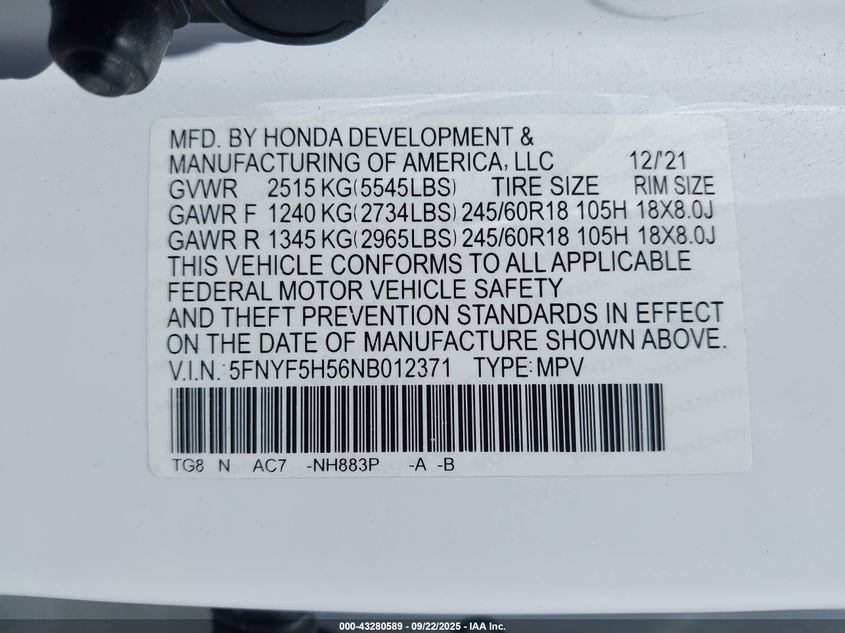 MFD. BY HONDA DEVELOPMENT &
MANUFACTURING OF AMERICA, LLC 12/'21
GVWR 2515 KG(5545LBS) TIRE SIZE RIM SIZE
GAWR F 1240 KG(2734LBS) 245/60R18 105H 18X8.0J
GAWR R 1345 KG(2965LBS) 245/60R18 105H 18X8.0J
THIS VEHICLE CONFORMS TO ALL APPLICABLE
FEDERAL MOTOR VEHICLE SAFETY
AND THEFT PREVENTION STANDARDS IN EFFECT
ON THE DATE OF MANUFACTURE SHOWN ABOVE.
V.I.N.: 5FNYF5H56NB012371 TYPE: MPV
TG8 N AC7 -NH883P -A -B
000-43280589 - 09/22/2025 - IAA Inc.